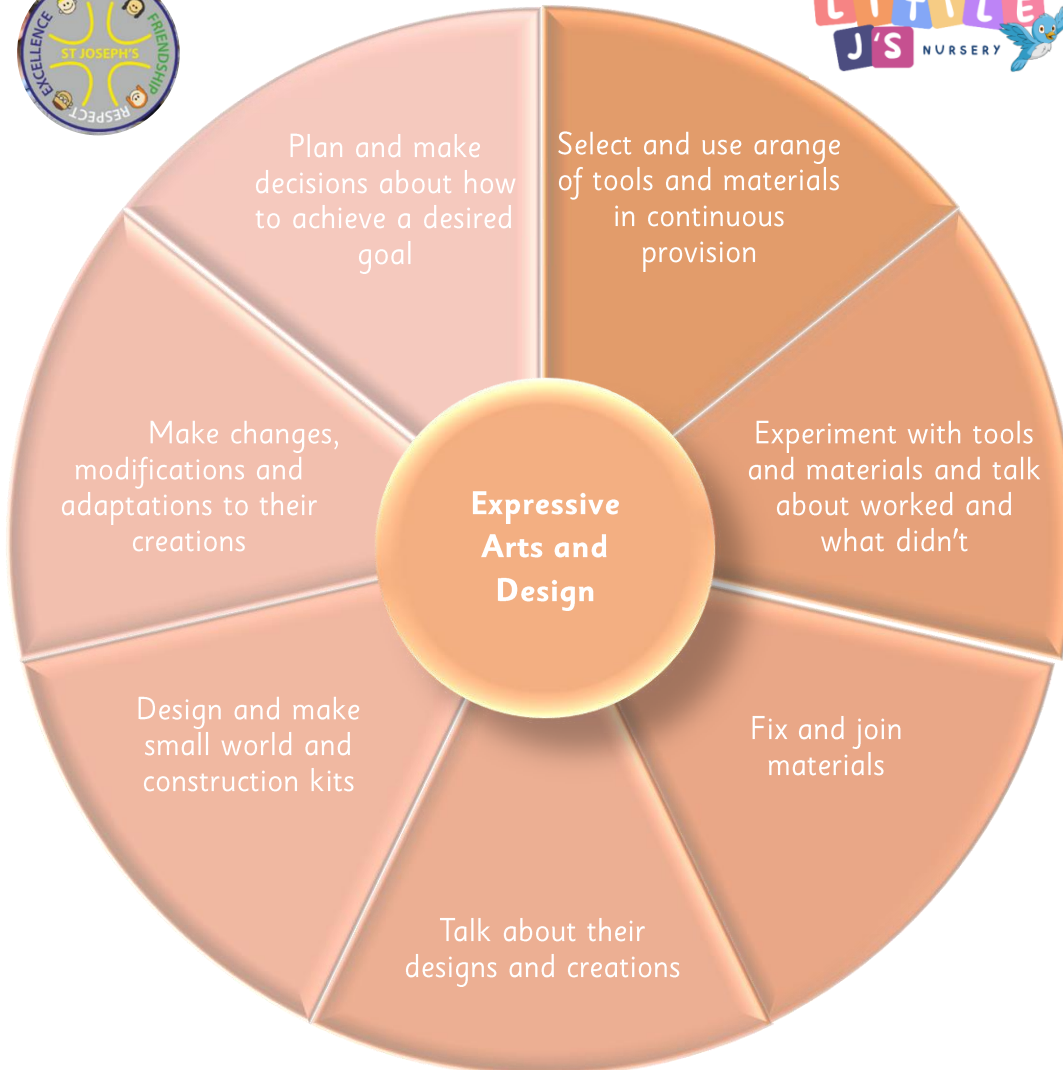 EXCELLENCE
FRIENDSHIP
ST JOSEPH'S
RESPECT
LITTLE
J'S NURSERY
Plan and make
decisions about how
to achieve a desired
goal
Select and use arange
of tools and materials
in continuous
provision
Experiment with tools
and materials and talk
about worked and
what didn't
Fix and join
materials
Talk about their
designs and creations
Design and make
small world and
construction kits
Make changes,
modifications and
adaptations to their
creations
Expressive
Arts and
Design